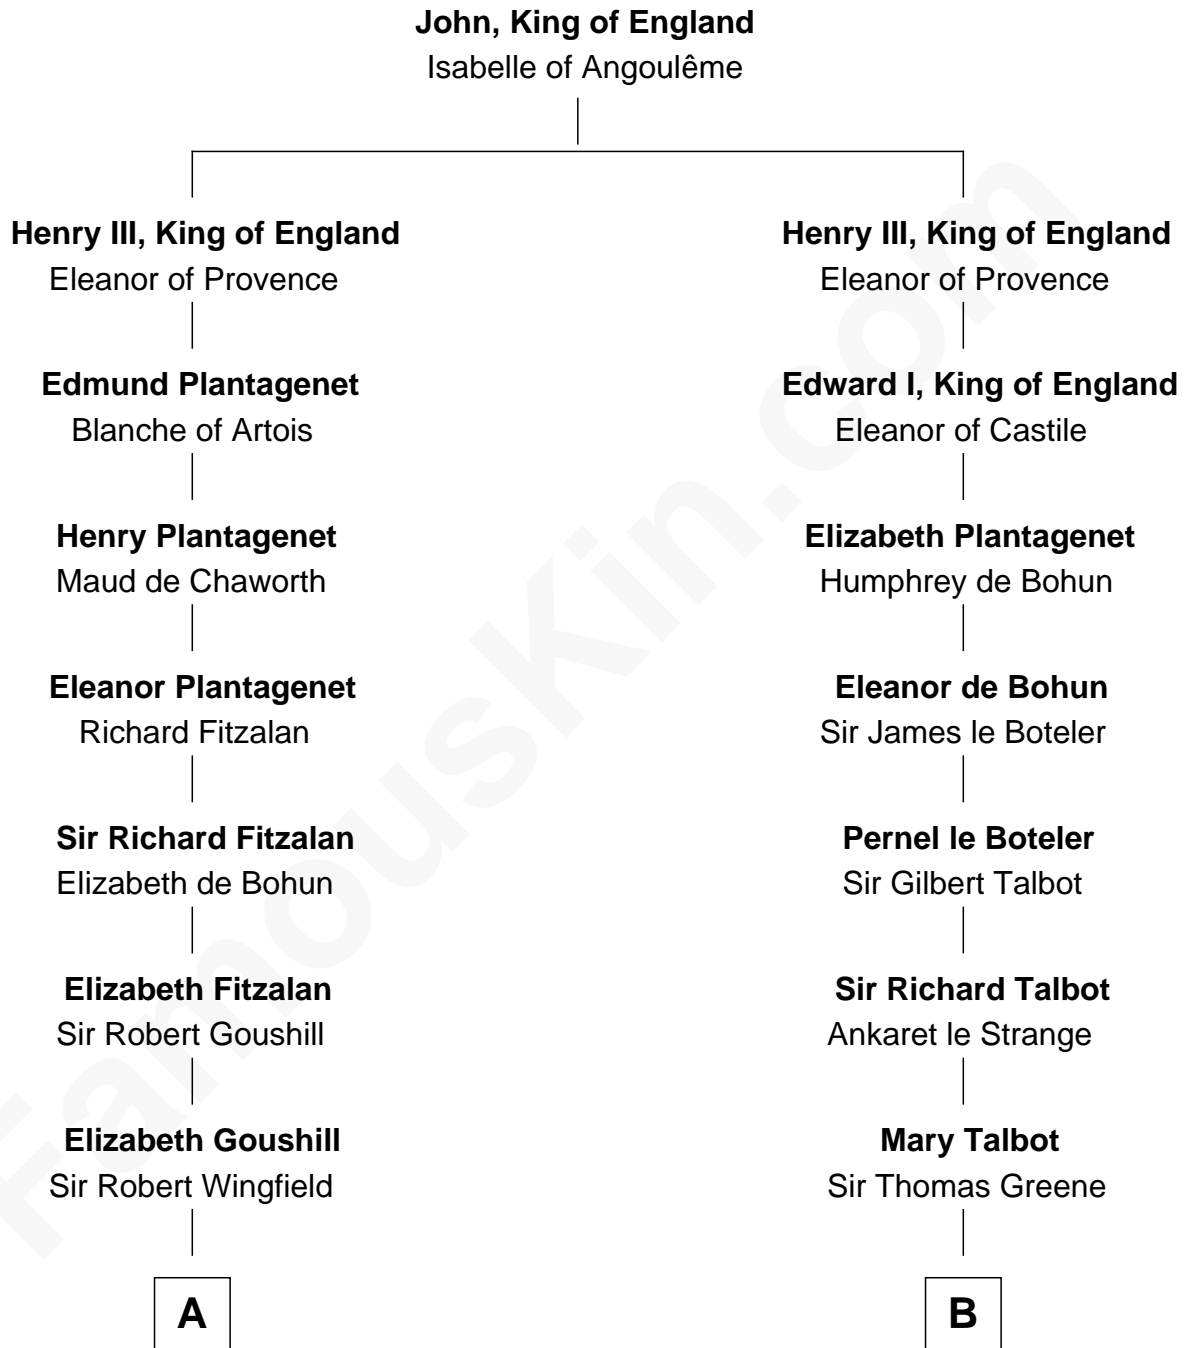 John, King of England
Isabelle of Angoulême
Henry III, King of England
Eleanor of Provence
Edmund Plantagenet
Blanche of Artois
Henry Plantagenet
Maud de Chaworth
Eleanor Plantagenet
Richard Fitzalan
Sir Richard Fitzalan
Elizabeth de Bohun
Elizabeth Fitzalan
Sir Robert Goushill
Elizabeth Goushill
Sir Robert Wingfield
A
Henry III, King of England
Eleanor of Provence
Edward I, King of England
Eleanor of Castile
Elizabeth Plantagenet
Humphrey de Bohun
Eleanor de Bohun
Sir James le Boteler
Pernel le Boteler
Sir Gilbert Talbot
Sir Richard Talbot
Ankaret le Strange
Mary Talbot
Sir Thomas Greene
B
FamousKin.com